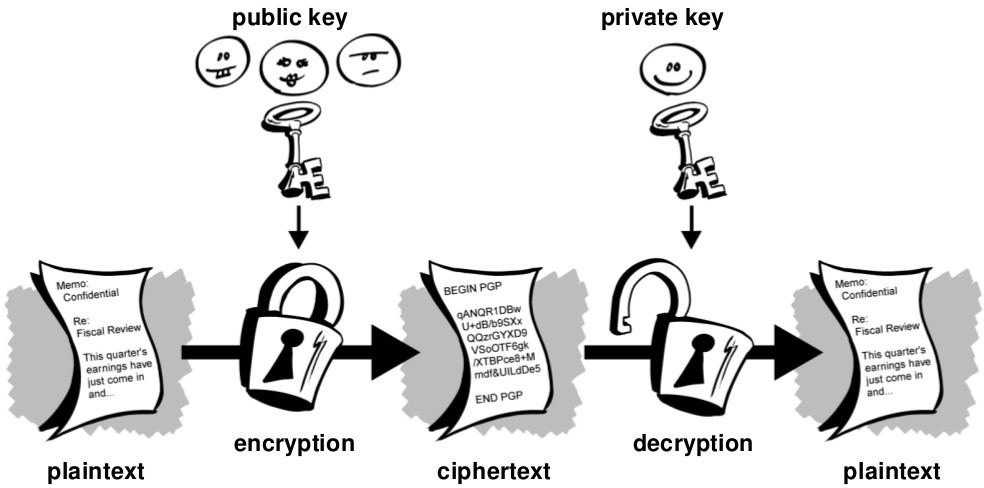 public key
private key
Memo:
Confidential
Re:
Fiscal Review
This quarter's
earnings have
just come in
and...
BEGIN PGP
qANQR1DBw
U+dB/b9SXx
QQzrGYXD9
VSoOTF6gk
/XTBPce8+M
mdf&UILdDe5
END PGP
Memo:
Confidential
Re:
Fiscal Review
This quarter's
earnings have
just come in
and...
encryption
decryption
plaintext
ciphertext
plaintext